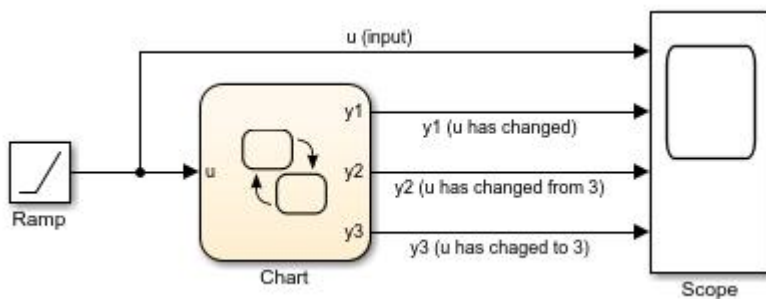 u (input)
y1
y1 (u has changed)
u
y2
y2 (u has changed from 3)
Ramp
y3
y3 (u has chaged to 3)
Chart
Scope